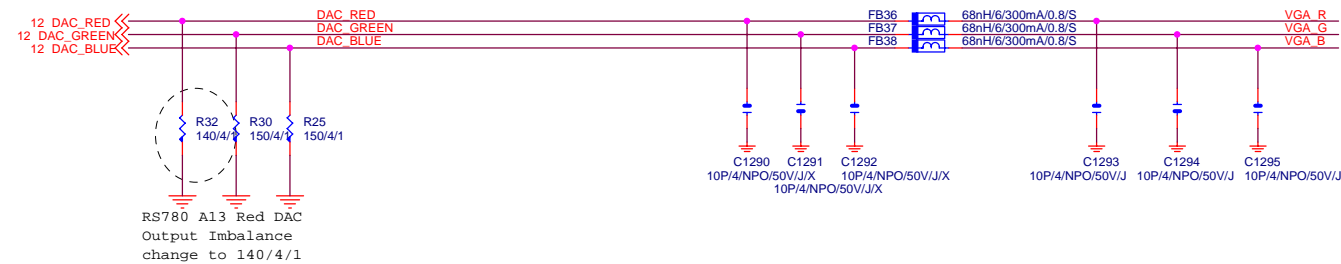 12 DAC_RED
12 DAC_GREEN
12 DAC_BLUE
DAC_RED
DAC_GREEN
DAC_BLUE
FB36
FB37
FB38
68nH/6/300mA/0.8/S
68nH/6/300mA/0.8/S
68nH/6/300mA/0.8/S
VGA_R
VGA_G
VGA_B
R32
140/4/1
R30
150/4/1
R25
150/4/1
C1290
10P/4/NPO/50V/J/X
C1291
10P/4/NPO/50V/J/X
C1292
10P/4/NPO/50V/J/X
C1293
10P/4/NPO/50V/J
C1294
10P/4/NPO/50V/J
C1295
10P/4/NPO/50V/J
RS780 A13 Red DAC
Output Imbalance
change to 140/4/1